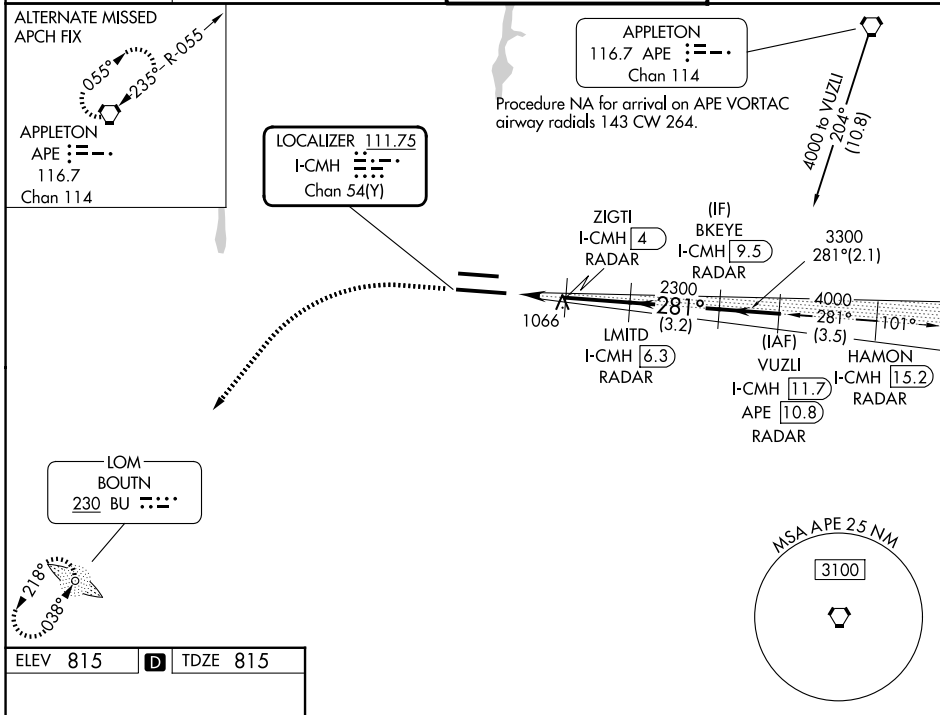 ALTERNATE MISSED
APCH FIX
055°
235°
R-055
APPLETON
APE
116.7
Chan 114
APPLETON
116.7 APE
Chan 114
Procedure NA for arrival on APE VORTAC
airway radials 143 CW 264.
4000 to VUZLI
204°
(10.8)
LOCALIZER 111.75
I-CMH
Chan 54(Y)
ZIGTI
I-CMH 4
RADAR
(IF)
BKEYE
I-CMH 9.5
RADAR
3300
281°(2.1)
2300
281°
(3.2)
4000
281°
(3.5)
101°
1066
LMITD
I-CMH 6.3
RADAR
(IAF)
VUZLI
I-CMH 11.7
APE 10.8
RADAR
HAMON
I-CMH 15.2
RADAR
LOM
BOUTN
230 BU
218°
038°
MSA APE 25 NM
3100
ELEV 815 D TDZE 815